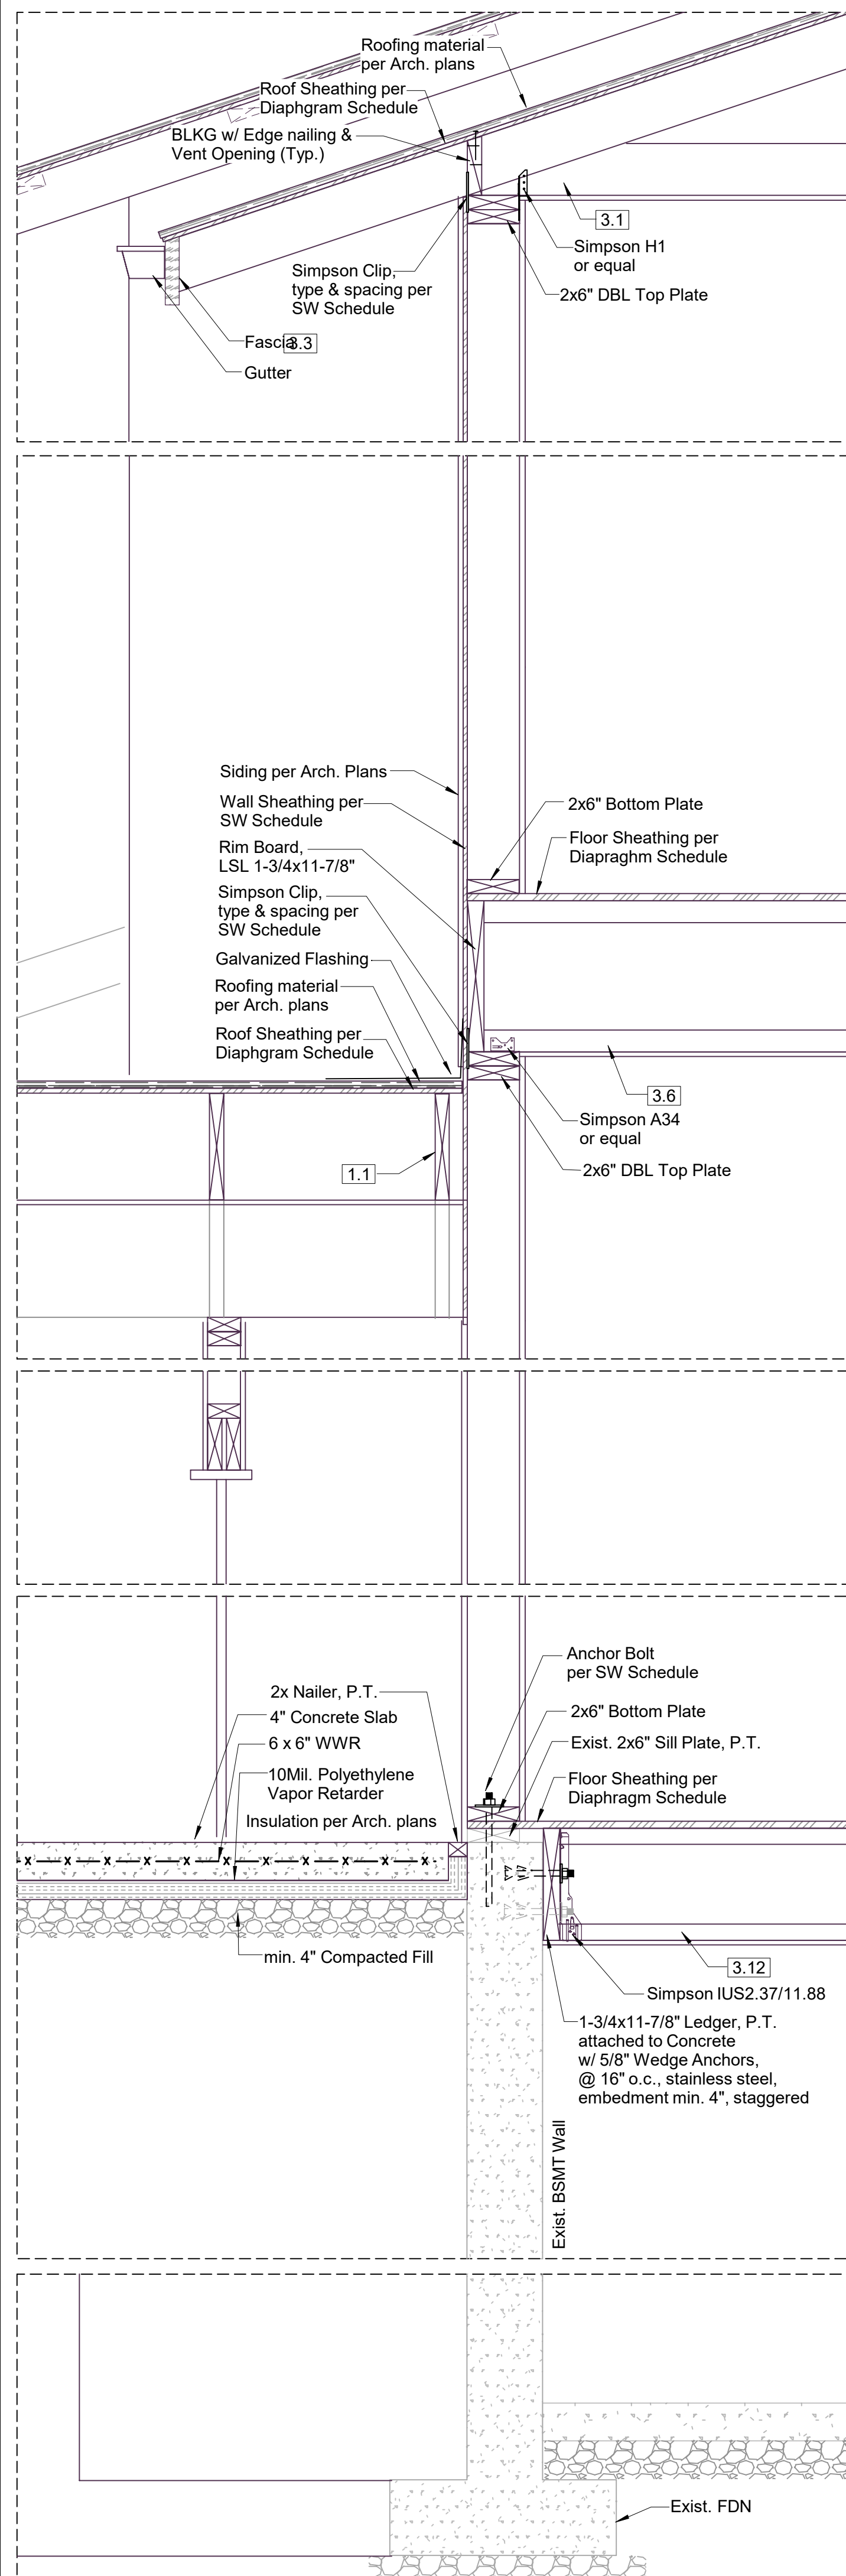 Roofing material
per Arch. plans
Roof Sheathing per
Diaphgram Schedule
BLKG w/ Edge nailing &
Vent Opening (Typ.)
3.1
Simpson H1
or equal
Simpson Clip,
type & spacing per
SW Schedule
2x6" DBL Top Plate
Fascia
3.3
Gutter
Siding per Arch. Plans
Wall Sheathing per
SW Schedule
Rim Board,
LSL 1-3/4x11-7/8"
Simpson Clip,
type & spacing per
SW Schedule
Galvanized Flashing
Roofing material
per Arch. plans
Roof Sheathing per
Diaphgram Schedule
2x6" Bottom Plate
Floor Sheathing per
Diapraghm Schedule
3.6
Simpson A34
or equal
1.1
2x6" DBL Top Plate
Anchor Bolt
per SW Schedule
2x6" Bottom Plate
Exist. 2x6" Sill Plate, P.T.
Floor Sheathing per
Diaphragm Schedule
2x Nailer, P.T.
4" Concrete Slab
6 x 6" WWR
10Mil. Polyethylene
Vapor Retarder
Insulation per Arch. plans
x x x x x x x x x x x
min. 4" Compacted Fill
3.12
Simpson IUS2.37/11.88
1-3/4x11-7/8" Ledger, P.T.
attached to Concrete
w/ 5/8" Wedge Anchors,
@ 16" o.c., stainless steel,
embedment min. 4", staggered
Exist. BSMT Wall
Exist. FDN